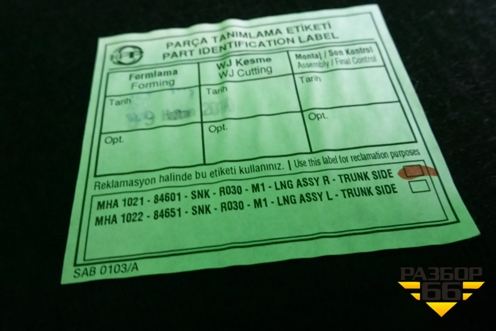 PARÇA TANIMLAMA ETİKETİ
PART IDENTIFICATION LABEL
Formlama
Forming
WJ Kesme
WJ Cutting
Montaj / Son Kontrol
Assembly / Final Control
Tarih
Tarih
Tarih
Opt.
Opt.
Opt.
Reklamasyon halinde bu etiketi kullanınız. Use this label for reclamation purposes
MHA 1021 - 84601 - SNK - R030 - M1 - LNG ASSY R - TRUNK SIDE
MHA 1022 - 84651 - SNK - R030 - M1 - LNG ASSY L - TRUNK SIDE
SAB 0103/A
РАЗБОР
66